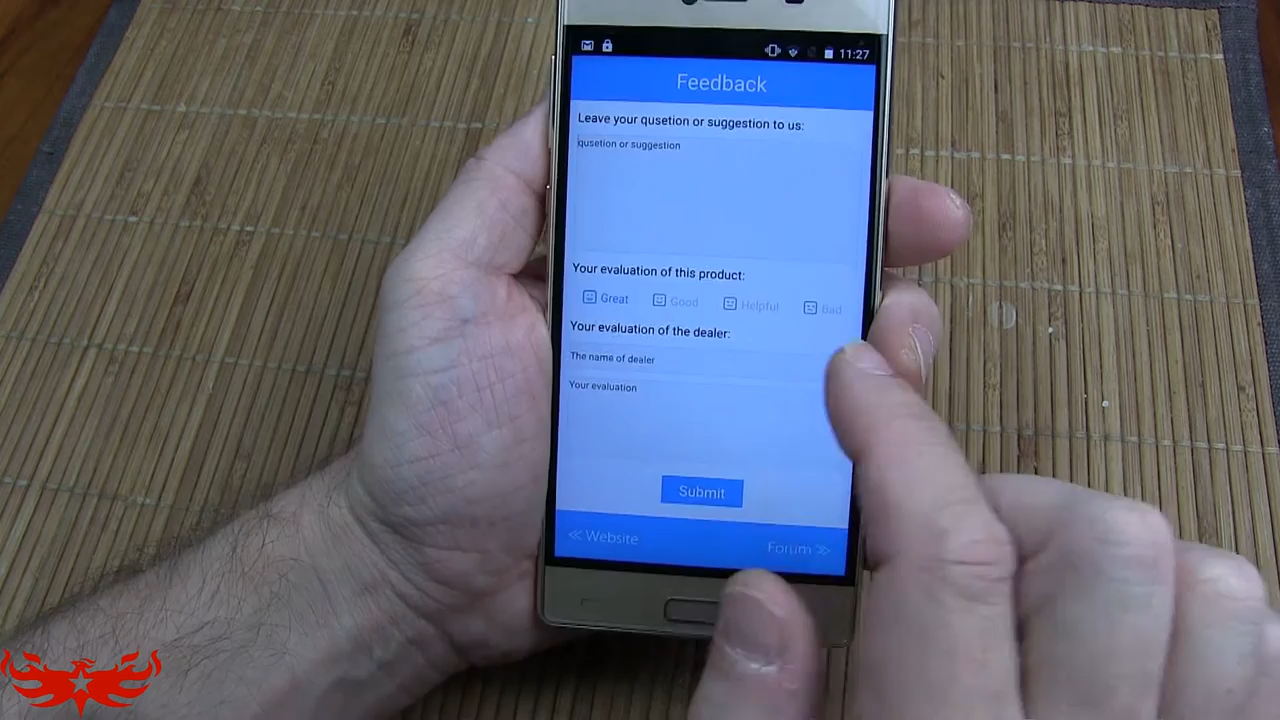 11:27
Feedback
Leave your qusetion or suggestion to us:
qusetion or suggestion
Your evaluation of this product:
Great Good Helpful Bad
Your evaluation of the dealer:
The name of dealer
Your evaluation
Submit
≪ Website
Forum ≫